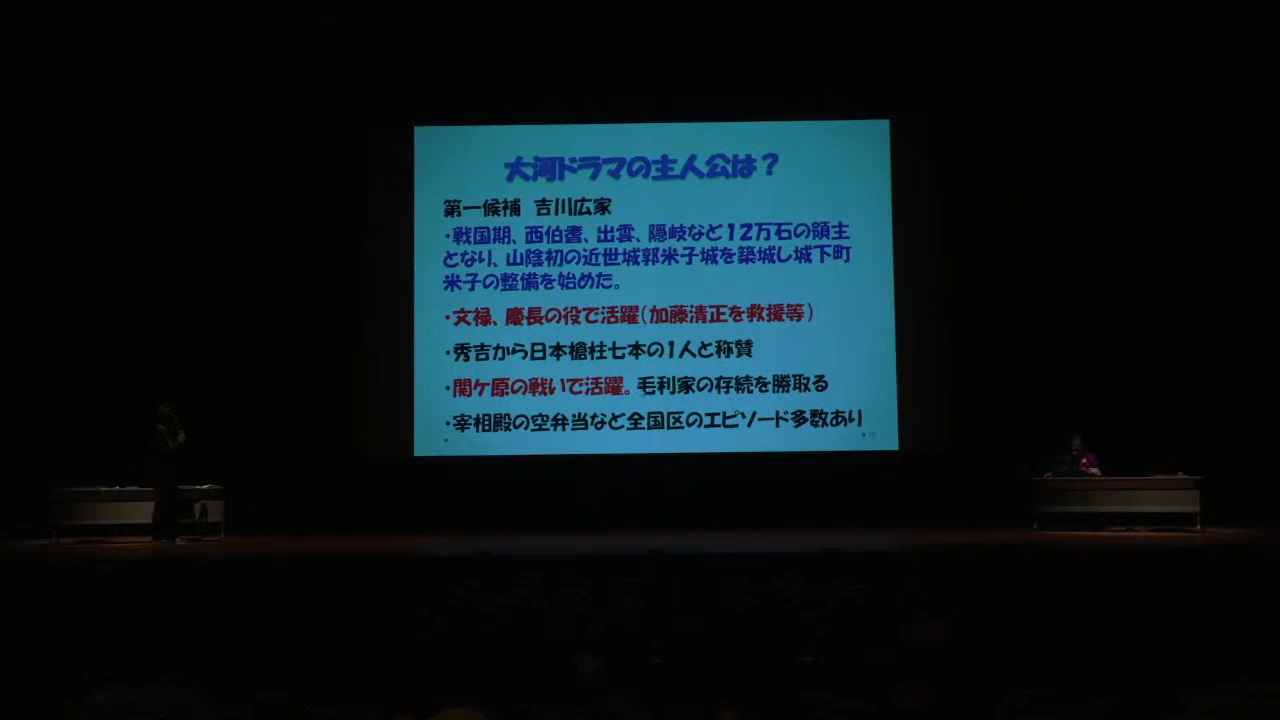 大河ドラマの主人公は？
第一候補　吉川広家
・戦国期、西伯耆、出雲、隠岐など12万石の領主
となり、山陰初の近世城郭米子城を築城し城下町
米子の整備を始めた。
・文禄、慶長の役で活躍（加藤清正を救援等）
・秀吉から日本槍柱七本の1人と称賛
・関ケ原の戦いで活躍。毛利家の存続を勝取る
・宰相殿の空弁当など全国区のエピソード多数あり
10